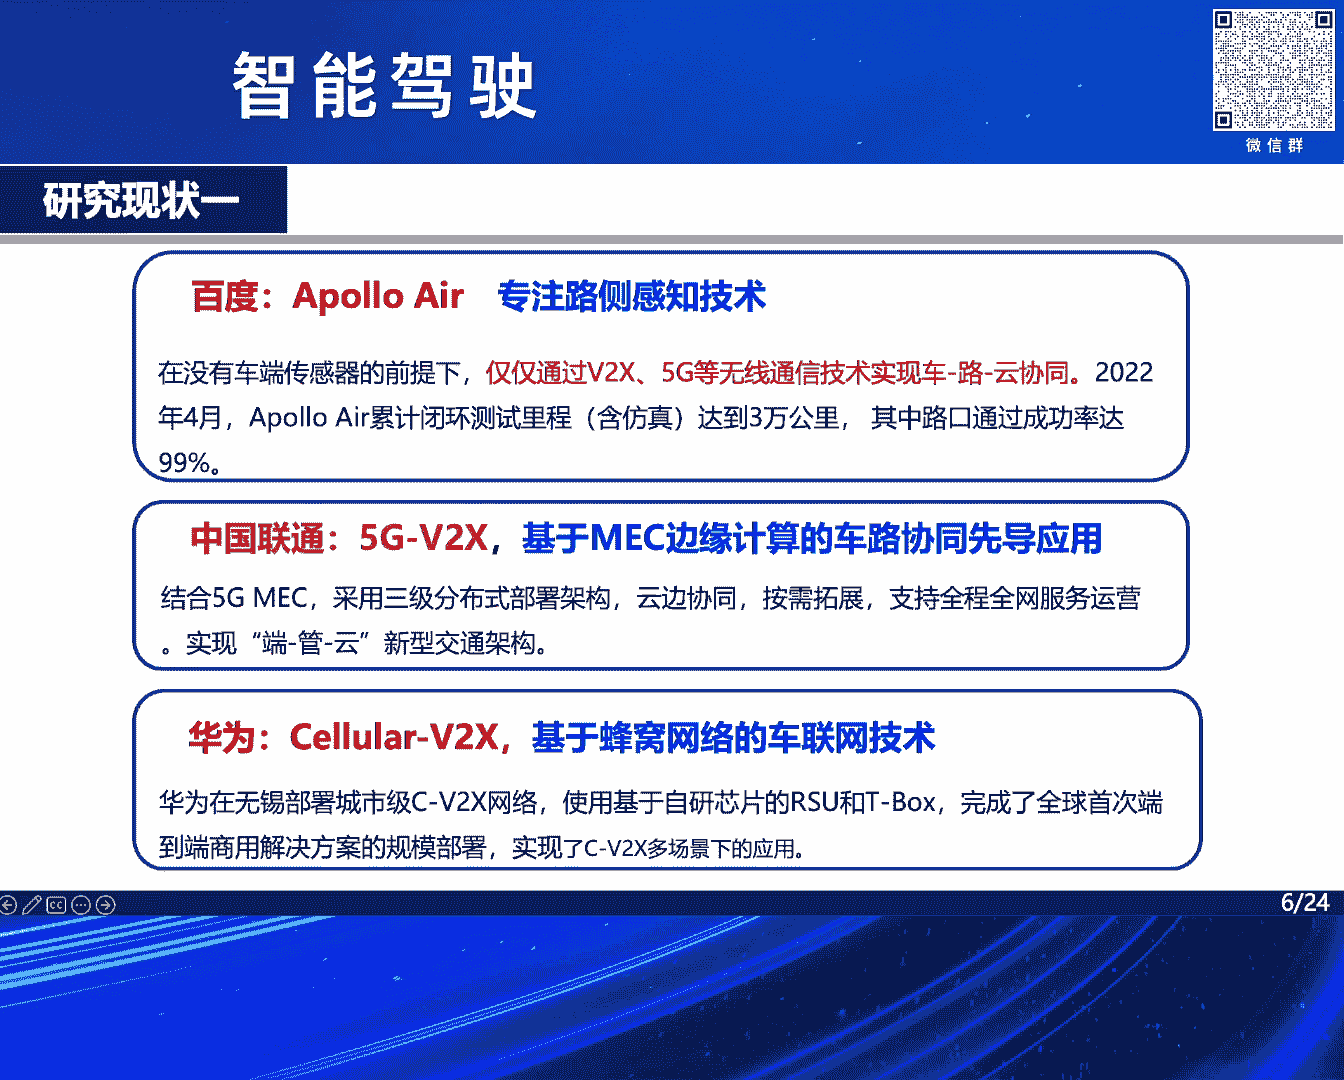 智能驾驶
微信群
研究现状一
百度：Apollo Air 专注路侧感知技术
在没有车端传感器的前提下，仅仅通过V2X、5G等无线通信技术实现车-路-云协同。2022
年4月，Apollo Air累计闭环测试里程（含仿真）达到3万公里， 其中路口通过成功率达
99%。
中国联通：5G-V2X，基于MEC边缘计算的车路协同先导应用
结合5G MEC，采用三级分布式部署架构，云边协同，按需拓展，支持全程全网服务运营
。实现“端-管-云”新型交通架构。
华为：Cellular-V2X，基于蜂窝网络的车联网技术
华为在无锡部署城市级C-V2X网络，使用基于自研芯片的RSU和T-Box，完成了全球首次端
到端商用解决方案的规模部署，实现了C-V2X多场景下的应用。
CC
6/24